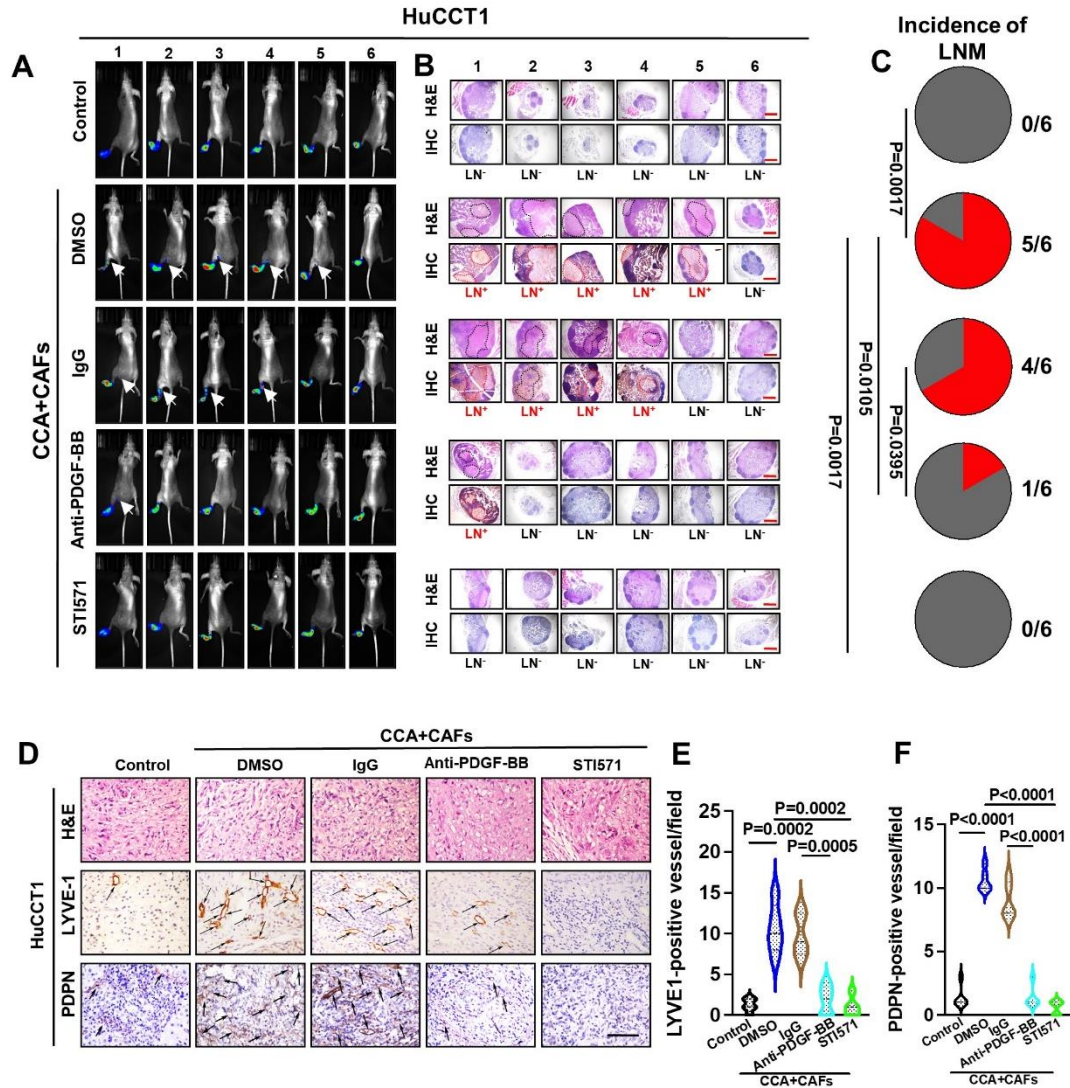 HuCCT1
Incidence of
LNM
A
1 2 3 4 5 6
Control
DMSO
IgG
Anti-PDGF-BB
STI571
CCA+CAFs
B
1 2 3 4 5 6
H&E
IHC
LN⁻ LN⁻ LN⁻ LN⁻ LN⁻ LN⁻
H&E
IHC
LN⁺ LN⁺ LN⁺ LN⁺ LN⁺ LN⁻
H&E
IHC
LN⁺ LN⁺ LN⁺ LN⁺ LN⁻ LN⁻
H&E
IHC
LN⁺ LN⁻ LN⁻ LN⁻ LN⁻ LN⁻
H&E
IHC
LN⁻ LN⁻ LN⁻ LN⁻ LN⁻ LN⁻
C
0/6
5/6
4/6
1/6
0/6
P=0.0017
P=0.0105
P=0.0395
P=0.0017
D
CCA+CAFs
Control DMSO IgG Anti-PDGF-BB STI571
HuCCT1
H&E
LYVE-1
PDPN
E
LYVE1-positive vessel/field
25
20
15
10
5
0
P=0.0002
P=0.0002
P=0.0005
Control DMSO IgG Anti-PDGF-BB STI571
CCA+CAFs
F
PDPN-positive vessel/field
15
10
5
0
P<0.0001
P<0.0001
P<0.0001
Control DMSO IgG Anti-PDGF-BB STI571
CCA+CAFs